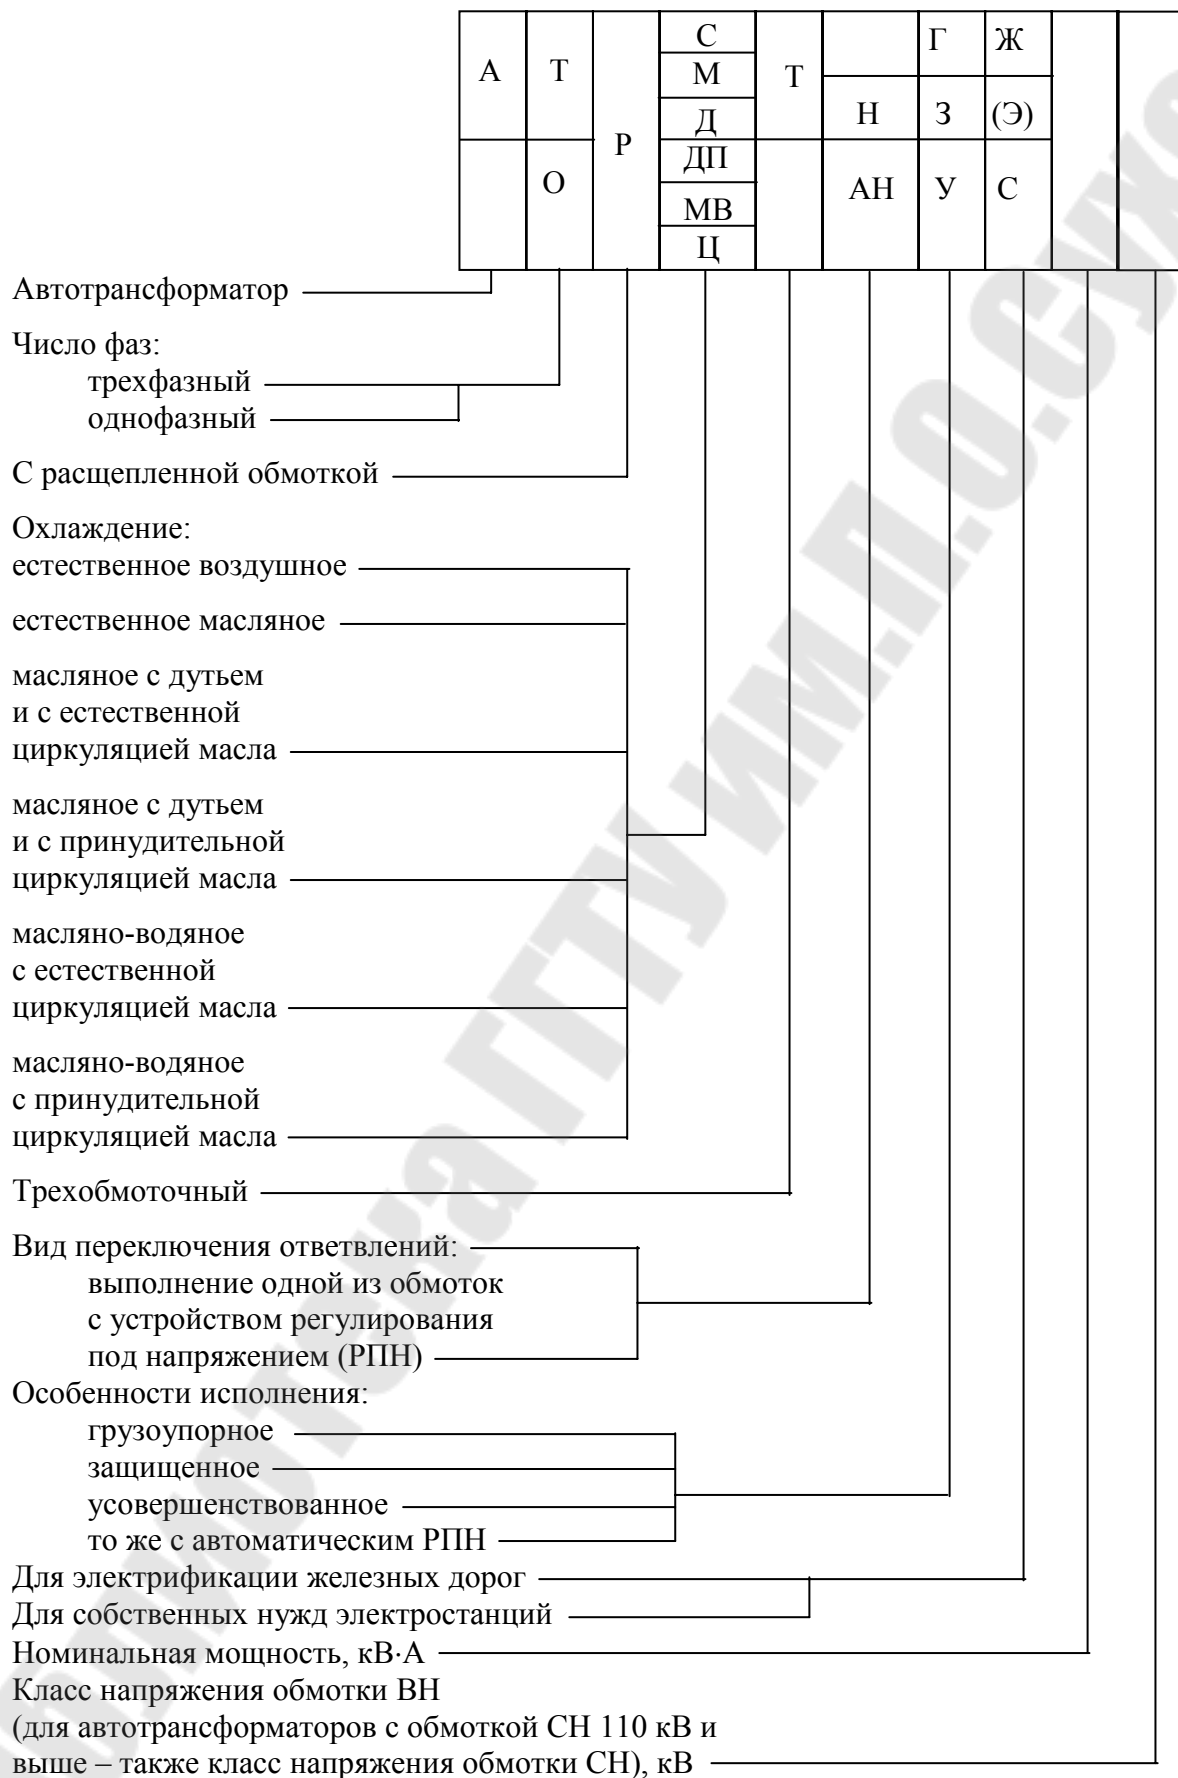 С Г Ж
А Т М Т
Н З (Э)
Д
Р ДП
О АН У С
МВ
Ц
Автотрансформатор
Число фаз:
трехфазный
однофазный
С расщепленной обмоткой
Охлаждение:
естественное воздушное
естественное масляное
масляное с дутьем
и с естественной
циркуляцией масла
масляное с дутьем
и с принудительной
циркуляцией масла
масляно-водяное
с естественной
циркуляцией масла
масляно-водяное
с принудительной
циркуляцией масла
Трехобмоточный
Вид переключения ответвлений:
выполнение одной из обмоток
с устройством регулирования
под напряжением (РПН)
Особенности исполнения:
грузоупорное
защищенное
усовершенствованное
то же с автоматическим РПН
Для электрификации железных дорог
Для собственных нужд электростанций
Номинальная мощность, кВ·А
Класс напряжения обмотки ВН
(для автотрансформаторов с обмоткой СН 110 кВ и
выше – также класс напряжения обмотки СН), кВ
ГГТУ им.П.О.Сухо